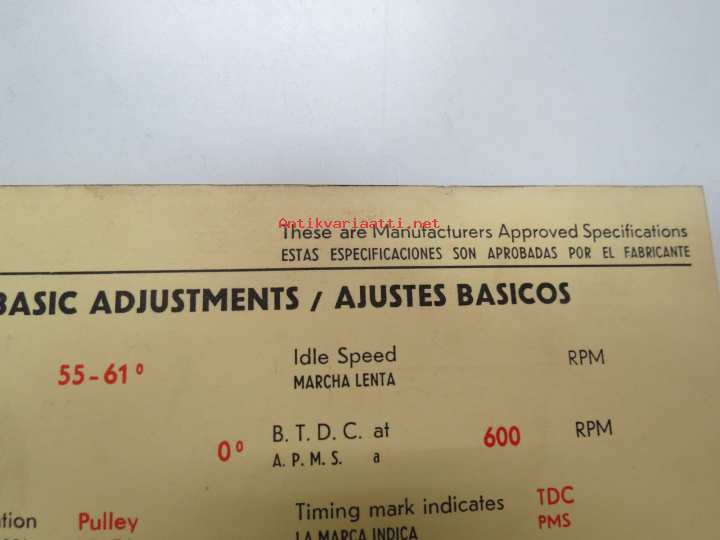 Antikvariaatti.net
These are Manufacturers Approved Specifications
ESTAS ESPECIFICACIONES SON APROBADAS POR EL FABRICANTE
BASIC ADJUSTMENTS / AJUSTES BASICOS
55-61° Idle Speed RPM
MARCHA LENTA
0° B. T. D. C. at 600 RPM
A. P. M. S. a
Pulley Timing mark indicates TDC
LA MARCA INDICA PMS